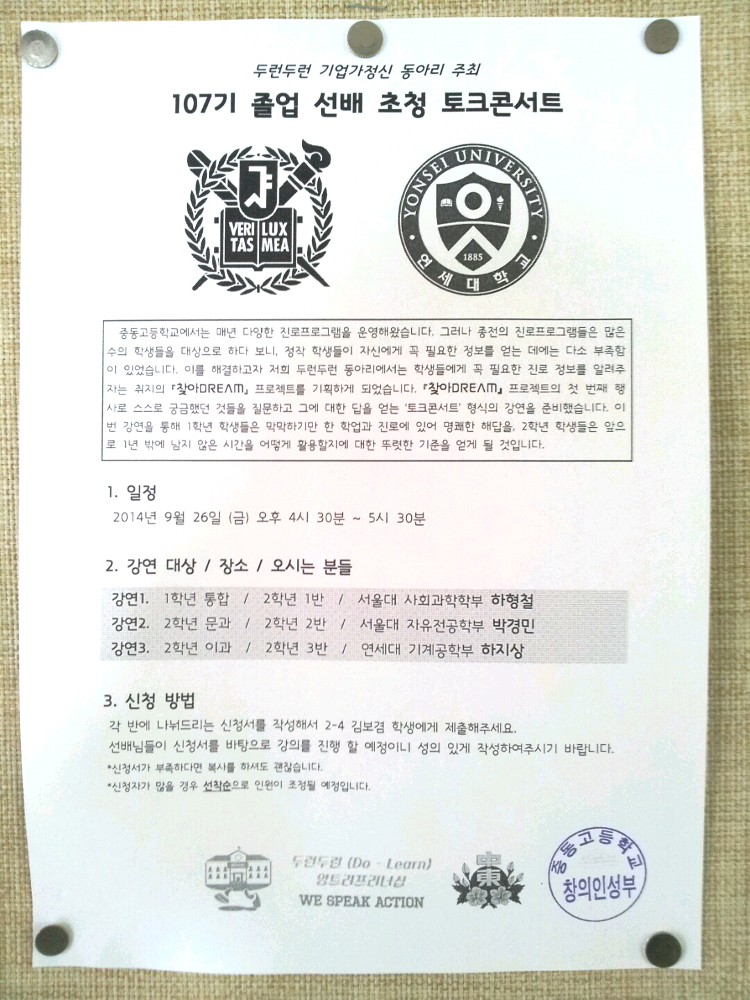 두런두런 기업가정신 동아리 주최
107기 졸업 선배 초청 토크콘서트
VERI LUX
TAS MEA
YONSEI UNIVERSITY
1885
연세대학교
중동고등학교에서는 매년 다양한 진로프로그램을 운영해왔습니다. 그러나 종전의 진로프로그램들은 많은
수의 학생들을 대상으로 하다 보니, 정작 학생들이 자신에게 꼭 필요한 정보를 얻는 데에는 다소 부족함
이 있었습니다. 이를 해결하고자 저희 두런두런 동아리에서는 학생들에게 꼭 필요한 진로 정보를 알려주
자는 취지의 『찾아DREAM』 프로젝트를 기획하게 되었습니다. 『찾아DREAM』 프로젝트의 첫 번째 행
사로 스스로 궁금했던 것들을 질문하고 그에 대한 답을 얻는 '토크콘서트' 형식의 강연을 준비했습니다. 이
번 강연을 통해 1학년 학생들은 막막하기만 한 학업과 진로에 있어 명쾌한 해답을, 2학년 학생들은 앞으
로 1년 밖에 남지 않은 시간을 어떻게 활용할지에 대한 뚜렷한 기준을 얻게 될 것입니다.
1. 일정
2014년 9월 26일 (금) 오후 4시 30분 ~ 5시 30분
2. 강연 대상 / 장소 / 오시는 분들
강연1. 1학년 통합 / 2학년 1반 / 서울대 사회과학학부 하형철
강연2. 2학년 문과 / 2학년 2반 / 서울대 자유전공학부 박경민
강연3. 2학년 이과 / 2학년 3반 / 연세대 기계공학부 하지상
3. 신청 방법
각 반에 나눠드리는 신청서를 작성해서 2-4 김보겸 학생에게 제출해주세요.
선배님들이 신청서를 바탕으로 강의를 진행 할 예정이니 성의 있게 작성하여주시기 바랍니다.
*신청서가 부족하다면 복사를 하셔도 괜찮습니다.
*신청자가 많을 경우 선착순으로 인원이 조정될 예정입니다.
두런두런 (Do - Learn)
앙트러프러너십
WE SPEAK ACTION
中東
중동고등학교
창의인성부